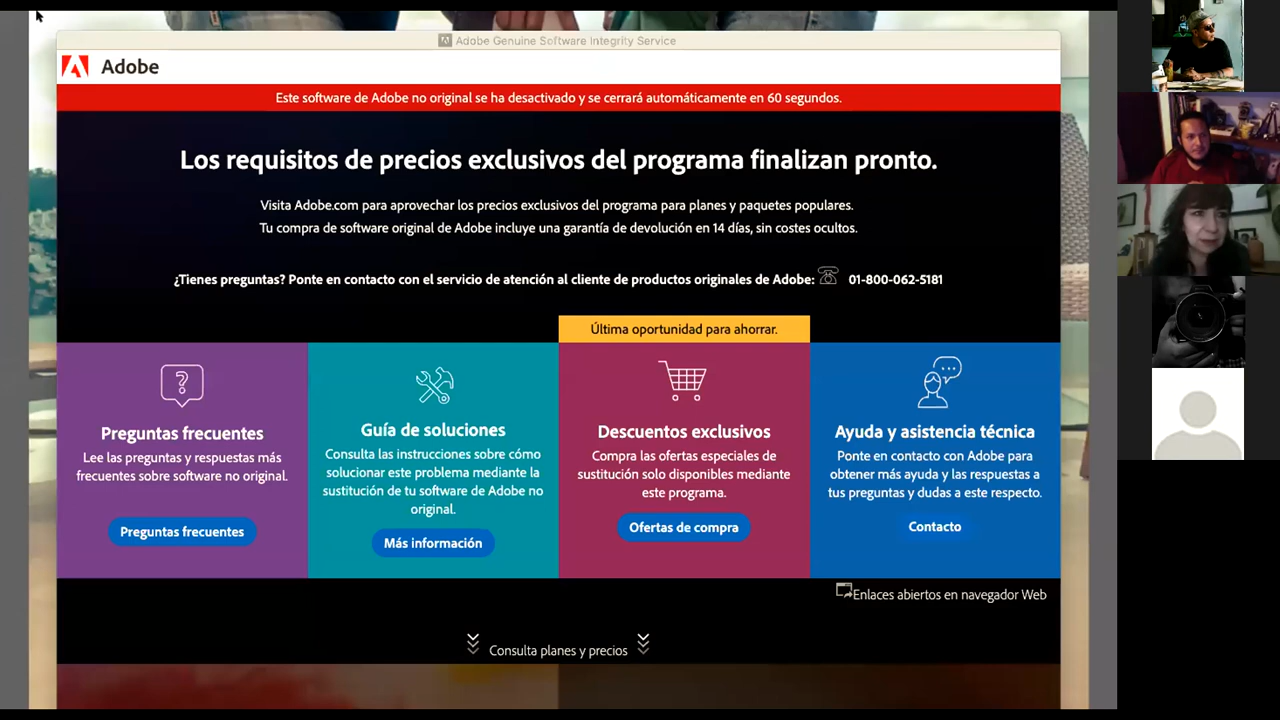 Adobe Genuine Software Integrity Service
Adobe
Este software de Adobe no original se ha desactivado y se cerrará automáticamente en 60 segundos.
Los requisitos de precios exclusivos del programa finalizan pronto.
Visita Adobe.com para aprovechar los precios exclusivos del programa para planes y paquetes populares.
Tu compra de software original de Adobe incluye una garantía de devolución en 14 días, sin costes ocultos.
¿Tienes preguntas? Ponte en contacto con el servicio de atención al cliente de productos originales de Adobe: 01-800-062-5181
Última oportunidad para ahorrar.
Preguntas frecuentes
Lee las preguntas y respuestas más
frecuentes sobre software no original.
Preguntas frecuentes
Guía de soluciones
Consulta las instrucciones sobre cómo
solucionar este problema mediante la
sustitución de tu software de Adobe no
original.
Más información
Descuentos exclusivos
Compra las ofertas especiales de
sustitución solo disponibles mediante
este programa.
Ofertas de compra
Ayuda y asistencia técnica
Ponte en contacto con Adobe para
obtener más ayuda y las respuestas a
tus preguntas y dudas a este respecto.
Contacto
Enlaces abiertos en navegador Web
Consulta planes y precios